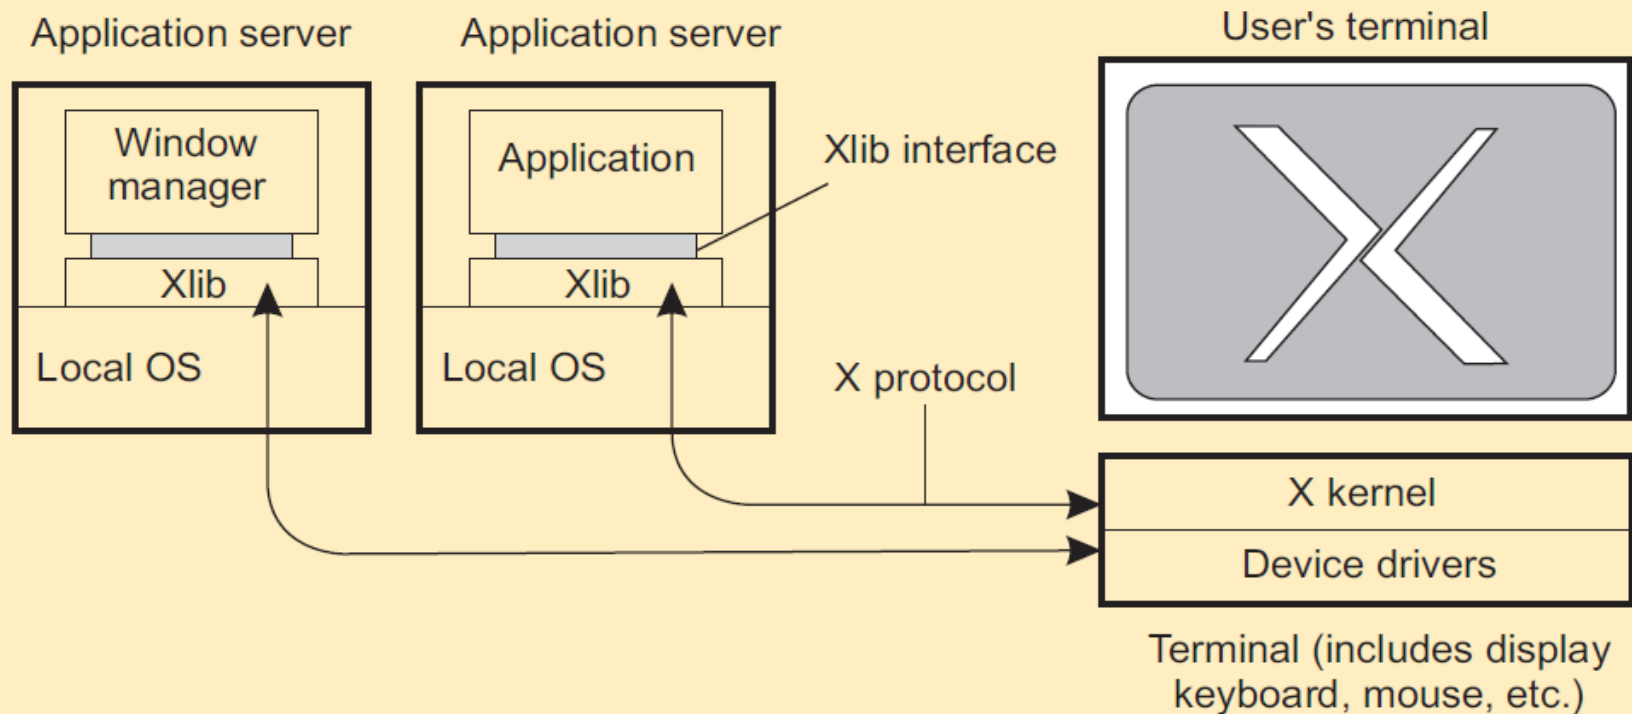 Application server
Application server
User's terminal
Window
manager
Application
Xlib interface
Xlib
Xlib
Local OS
Local OS
X protocol
X kernel
Device drivers
Terminal (includes display
keyboard, mouse, etc.)